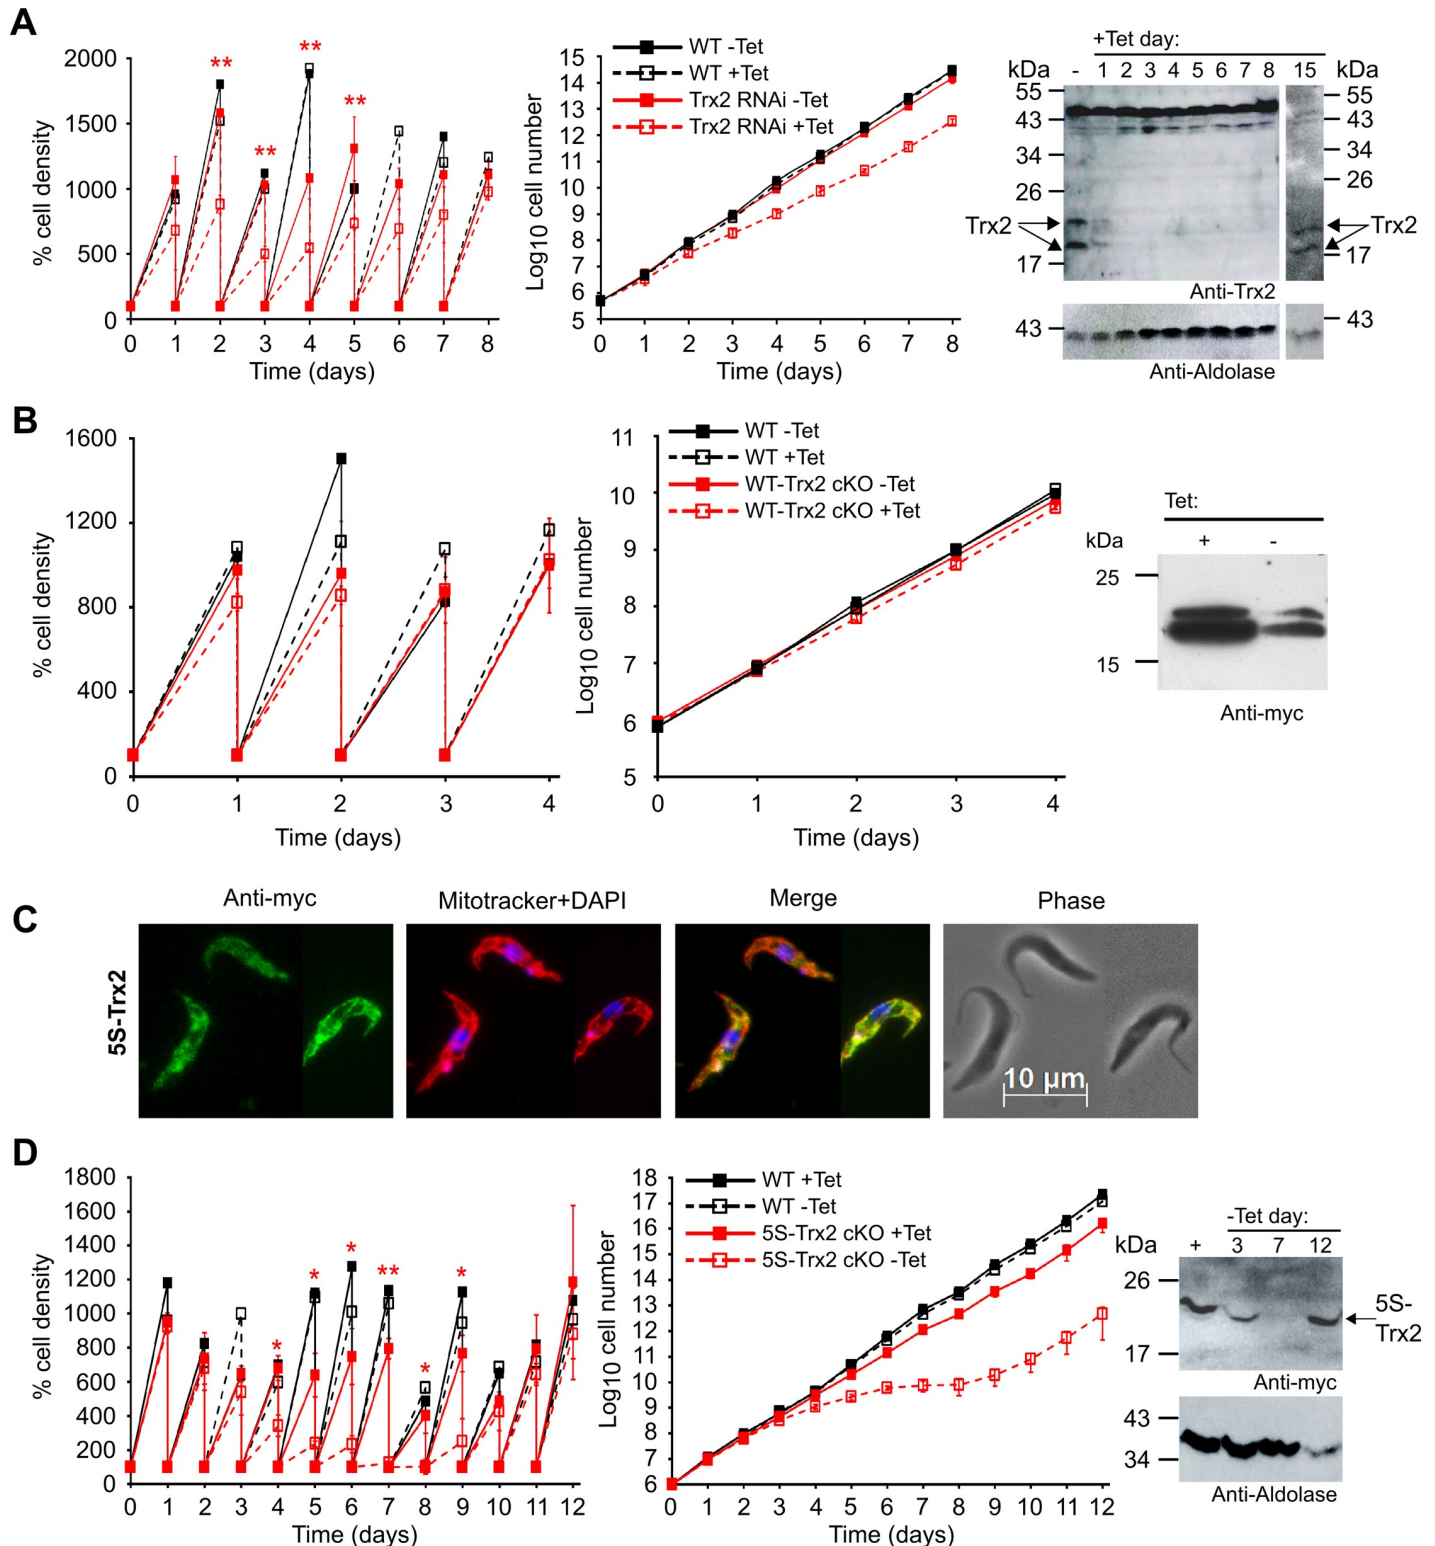 A
2000
1500
1000
500
0
% cell density
** ** ** ** **
0 1 2 3 4 5 6 7 8
Time (days)
15
14
13
12
11
10
9
8
7
6
5
Log10 cell number
WT -Tet
WT +Tet
Trx2 RNAi -Tet
Trx2 RNAi +Tet
0 1 2 3 4 5 6 7 8
Time (days)
+Tet day:
kDa - 1 2 3 4 5 6 7 8 15 kDa
55 55
43 43
34 34
26 26
Trx2 Trx2
17 17
Anti-Trx2
43 43
Anti-Aldolase
B
1600
1200
800
400
0
% cell density
0 1 2 3 4
Time (days)
11
10
9
8
7
6
5
Log10 cell number
WT -Tet
WT +Tet
WT-Trx2 cKO -Tet
WT-Trx2 cKO +Tet
0 1 2 3 4
Time (days)
Tet:
kDa + -
25
15
Anti-myc
C
Anti-myc Mitotracker+DAPI Merge Phase
5S-Trx2
10 µm
D
1800
1600
1400
1200
1000
800
600
400
200
0
% cell density
* * * ** * *
0 1 2 3 4 5 6 7 8 9 10 11 12
Time (days)
18
17
16
15
14
13
12
11
10
9
8
7
6
Log10 cell number
WT +Tet
WT -Tet
5S-Trx2 cKO +Tet
5S-Trx2 cKO -Tet
0 1 2 3 4 5 6 7 8 9 10 11 12
Time (days)
-Tet day:
kDa + 3 7 12
26
5S-
Trx2
17
Anti-myc
43
34
Anti-Aldolase